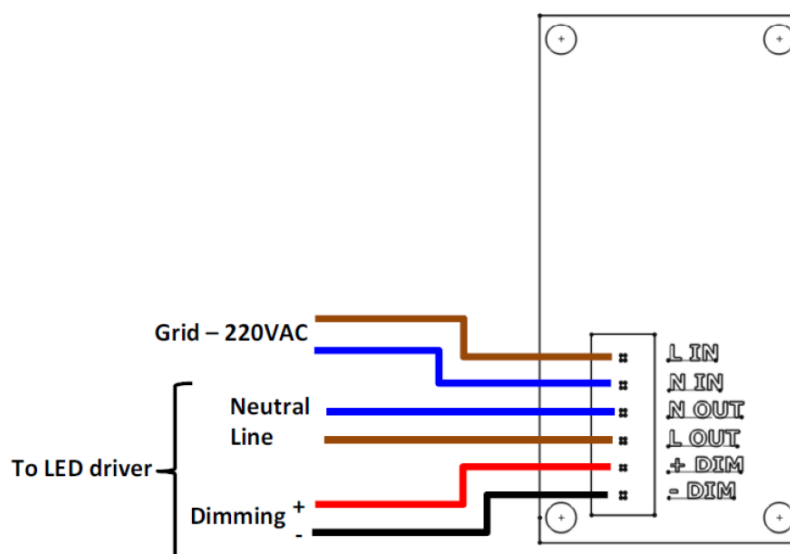 Grid – 220VAC
L IN
N IN
Neutral
N OUT
Line
L OUT
To LED driver
+ DIM
Dimming +
-
- DIM